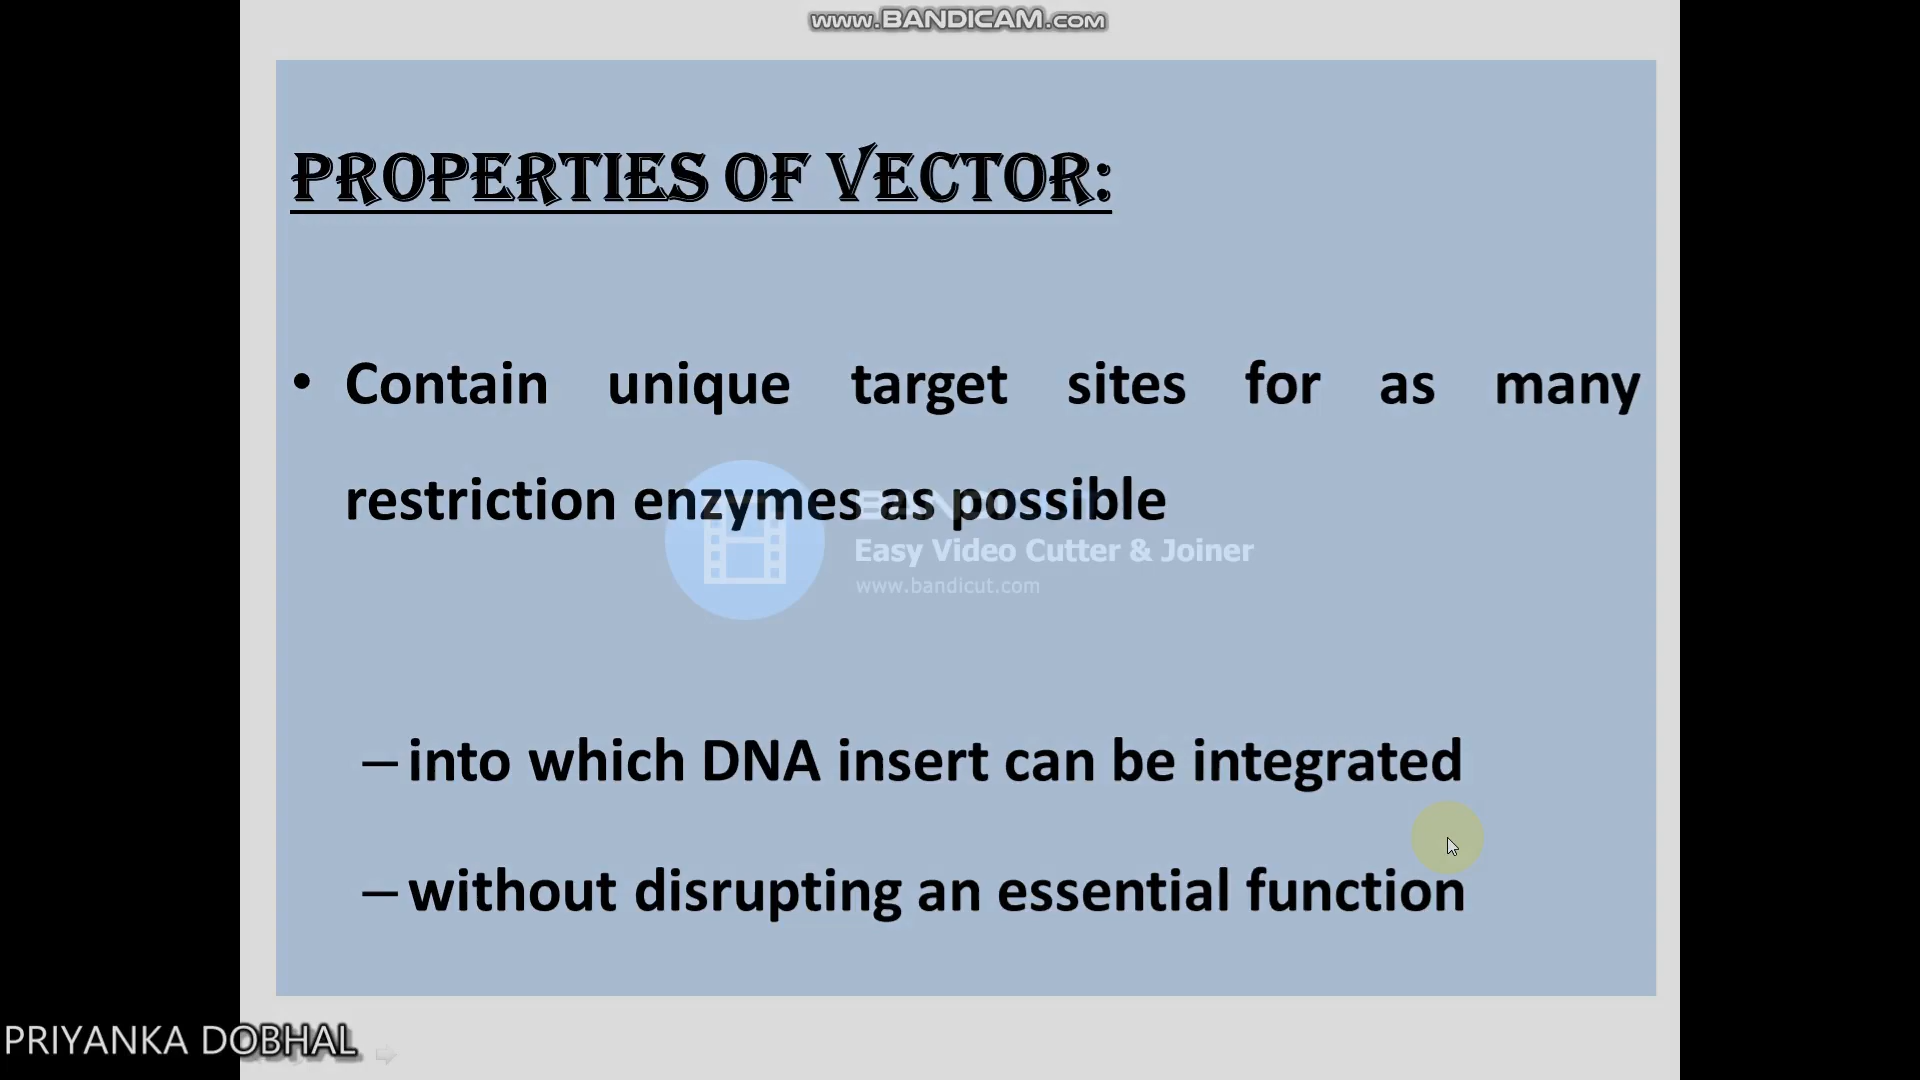 www.BANDICAM.com
PROPERTIES OF VECTOR:
• Contain unique target sites for as many
restriction enzymes as possible
Easy Video Cutter & Joiner
www.bandicut.com
– into which DNA insert can be integrated
– without disrupting an essential function
PRIYANKA DOBHAL